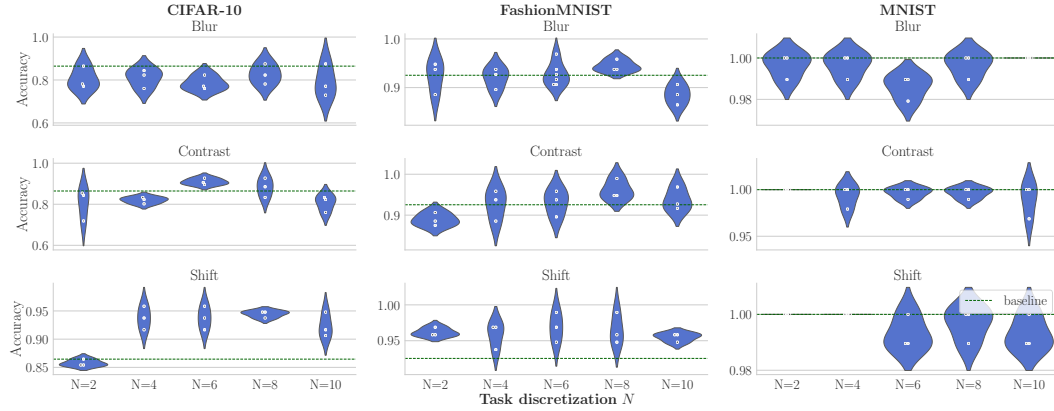 CIFAR-10
FashionMNIST
MNIST
Blur
Blur
Blur
Accuracy
1.0
0.8
0.6
1.0
0.9
1.00
0.98
Contrast
Contrast
Contrast
Accuracy
1.0
0.8
0.6
1.0
0.9
1.00
0.95
Shift
Shift
Shift
Accuracy
0.95
0.90
0.85
1.00
0.95
1.00
0.98
baseline
N=2 N=4 N=6 N=8 N=10
N=2 N=4 N=6 N=8 N=10
N=2 N=4 N=6 N=8 N=10
Task discretization N